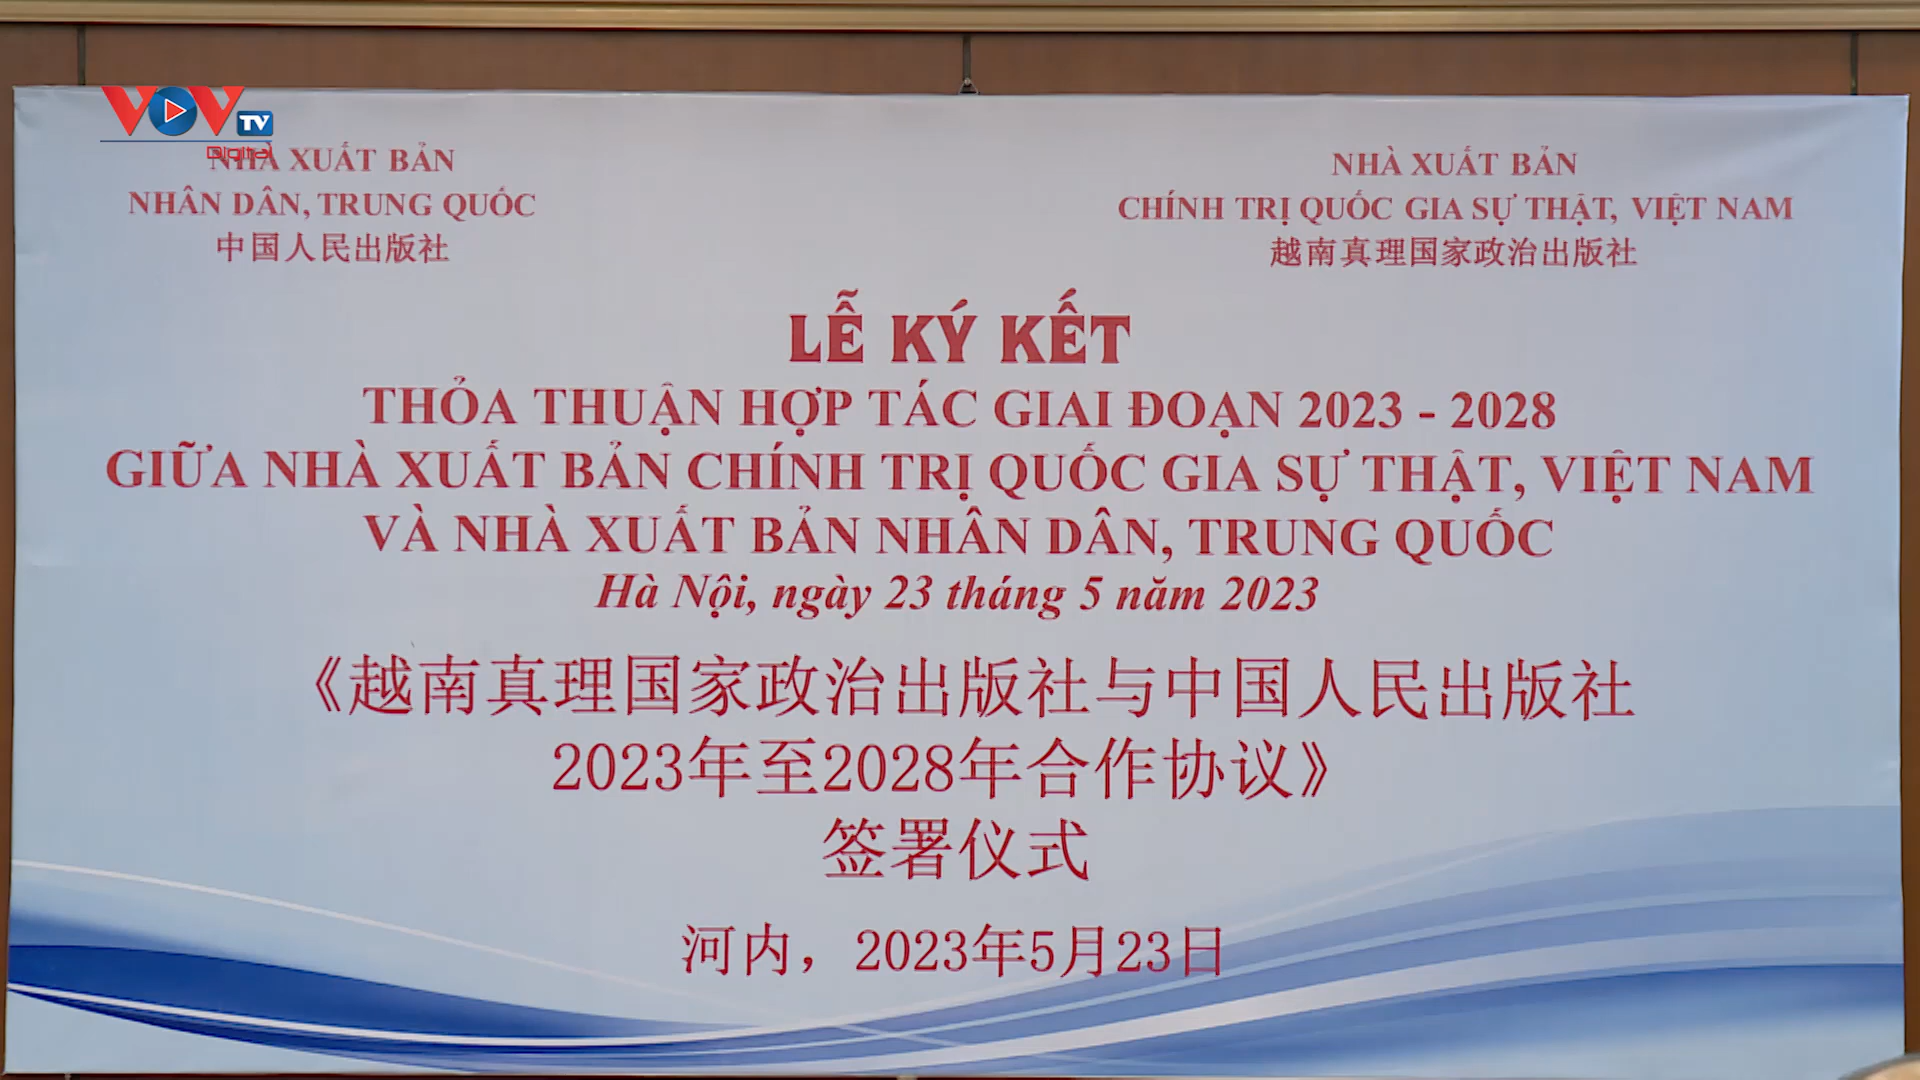 VOV TV
Digital
NHÀ XUẤT BẢN
NHÂN DÂN, TRUNG QUỐC
中国人民出版社
NHÀ XUẤT BẢN
CHÍNH TRỊ QUỐC GIA SỰ THẬT, VIỆT NAM
越南真理国家政治出版社
LỄ KÝ KẾT
THỎA THUẬN HỢP TÁC GIAI ĐOẠN 2023 - 2028
GIỮA NHÀ XUẤT BẢN CHÍNH TRỊ QUỐC GIA SỰ THẬT, VIỆT NAM
VÀ NHÀ XUẤT BẢN NHÂN DÂN, TRUNG QUỐC
Hà Nội, ngày 23 tháng 5 năm 2023
《越南真理国家政治出版社与中国人民出版社
2023年至2028年合作协议》
签署仪式
河内，2023年5月23日